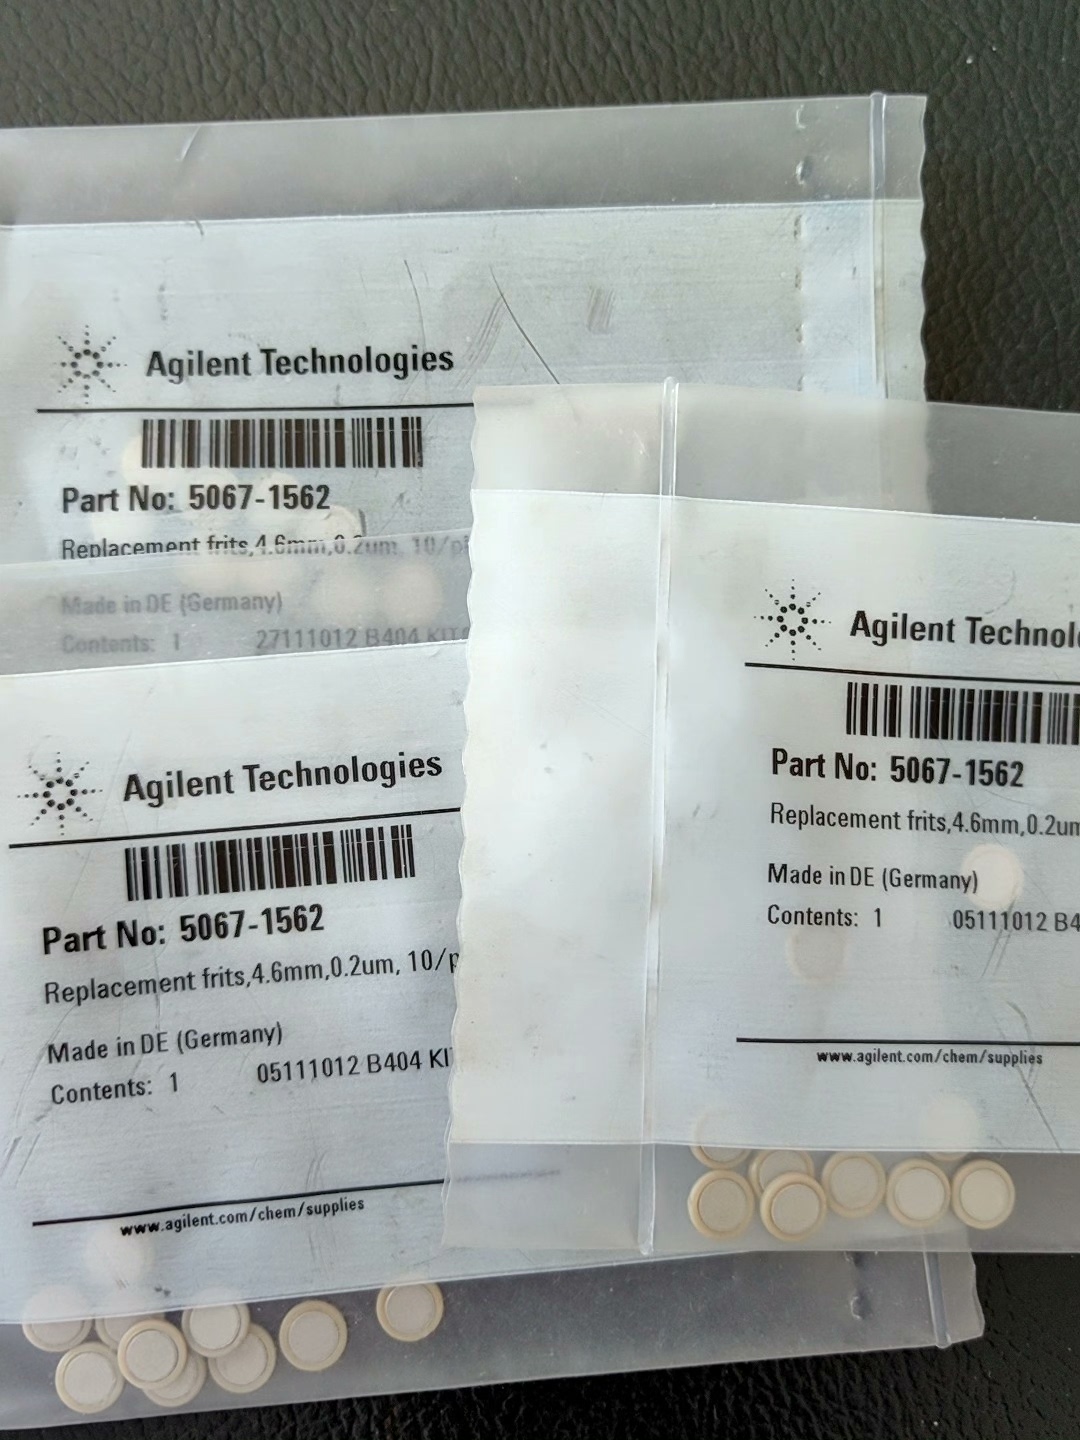 Agilent Technologies
Part No: 5067-1562
Replacement frits,4.6mm,0.2um, 10/
Made in DE (Germany)
Contents: 1 27111012 B404
Agilent Technologies
Part No: 5067-1562
Replacement frits,4.6mm,0.2um, 10/p
Made in DE (Germany)
Contents: 1 05111012 B404 KI
www.agilent.com/chem/supplies
Agilent Technol
Part No: 5067-1562
Replacement frits,4.6mm,0.2um
Made in DE (Germany)
Contents: 1 05111012 B4
www.agilent.com/chem/supplies